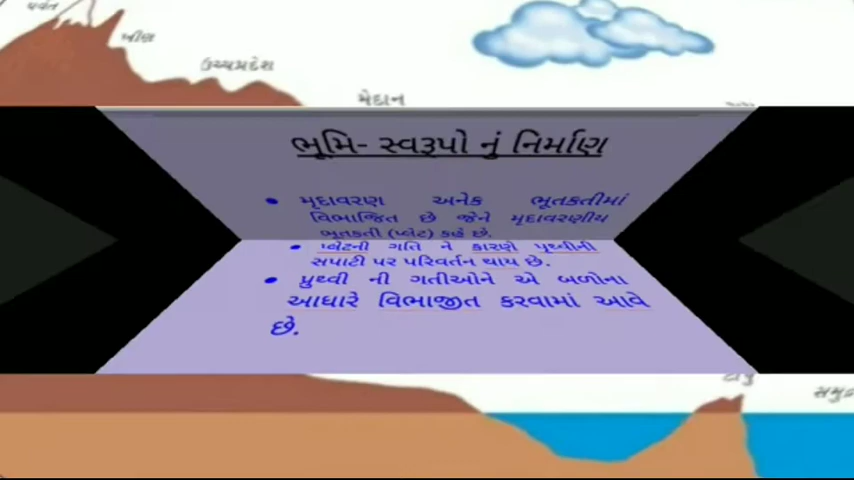 પર્વત
ખીણ
ઉચ્ચપ્રદેશ
મેદાન
ભૂમિ- સ્વરૂપો નું નિર્માણ
• મૃદાવરણ અનેક ભૂતકતીમાં
વિભાજિત છે જેને મૃદાવરણીય
ભૂતકતી (પ્લેટ) કહે છે.
• પ્લેટની ગતિ ને કારણે પૃથ્વીની
સપાટી પર પરિવર્તન થાય છે.
• પ્રુથ્વી ની ગતીઓને એ બળોના
આધારે વિભાજીત કરવામાં આવે
છે.
ટાપુ